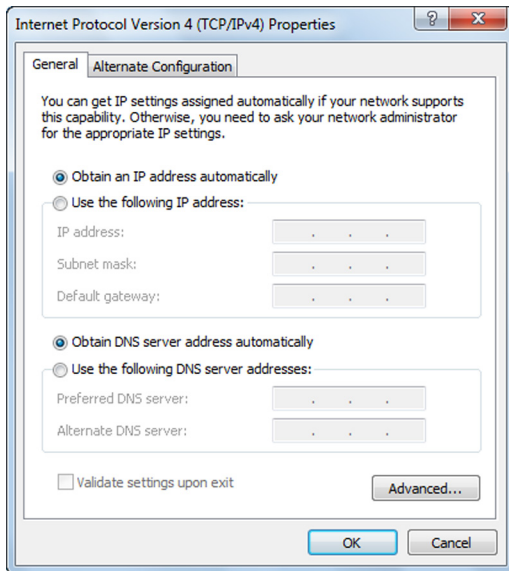 Internet Protocol Version 4 (TCP/IPv4) Properties
General
Alternate Configuration
You can get IP settings assigned automatically if your network supports
this capability. Otherwise, you need to ask your network administrator
for the appropriate IP settings.
Obtain an IP address automatically
Use the following IP address:
IP address:
Subnet mask:
Default gateway:
Obtain DNS server address automatically
Use the following DNS server addresses:
Preferred DNS server:
Alternate DNS server:
Validate settings upon exit
Advanced...
OK
Cancel